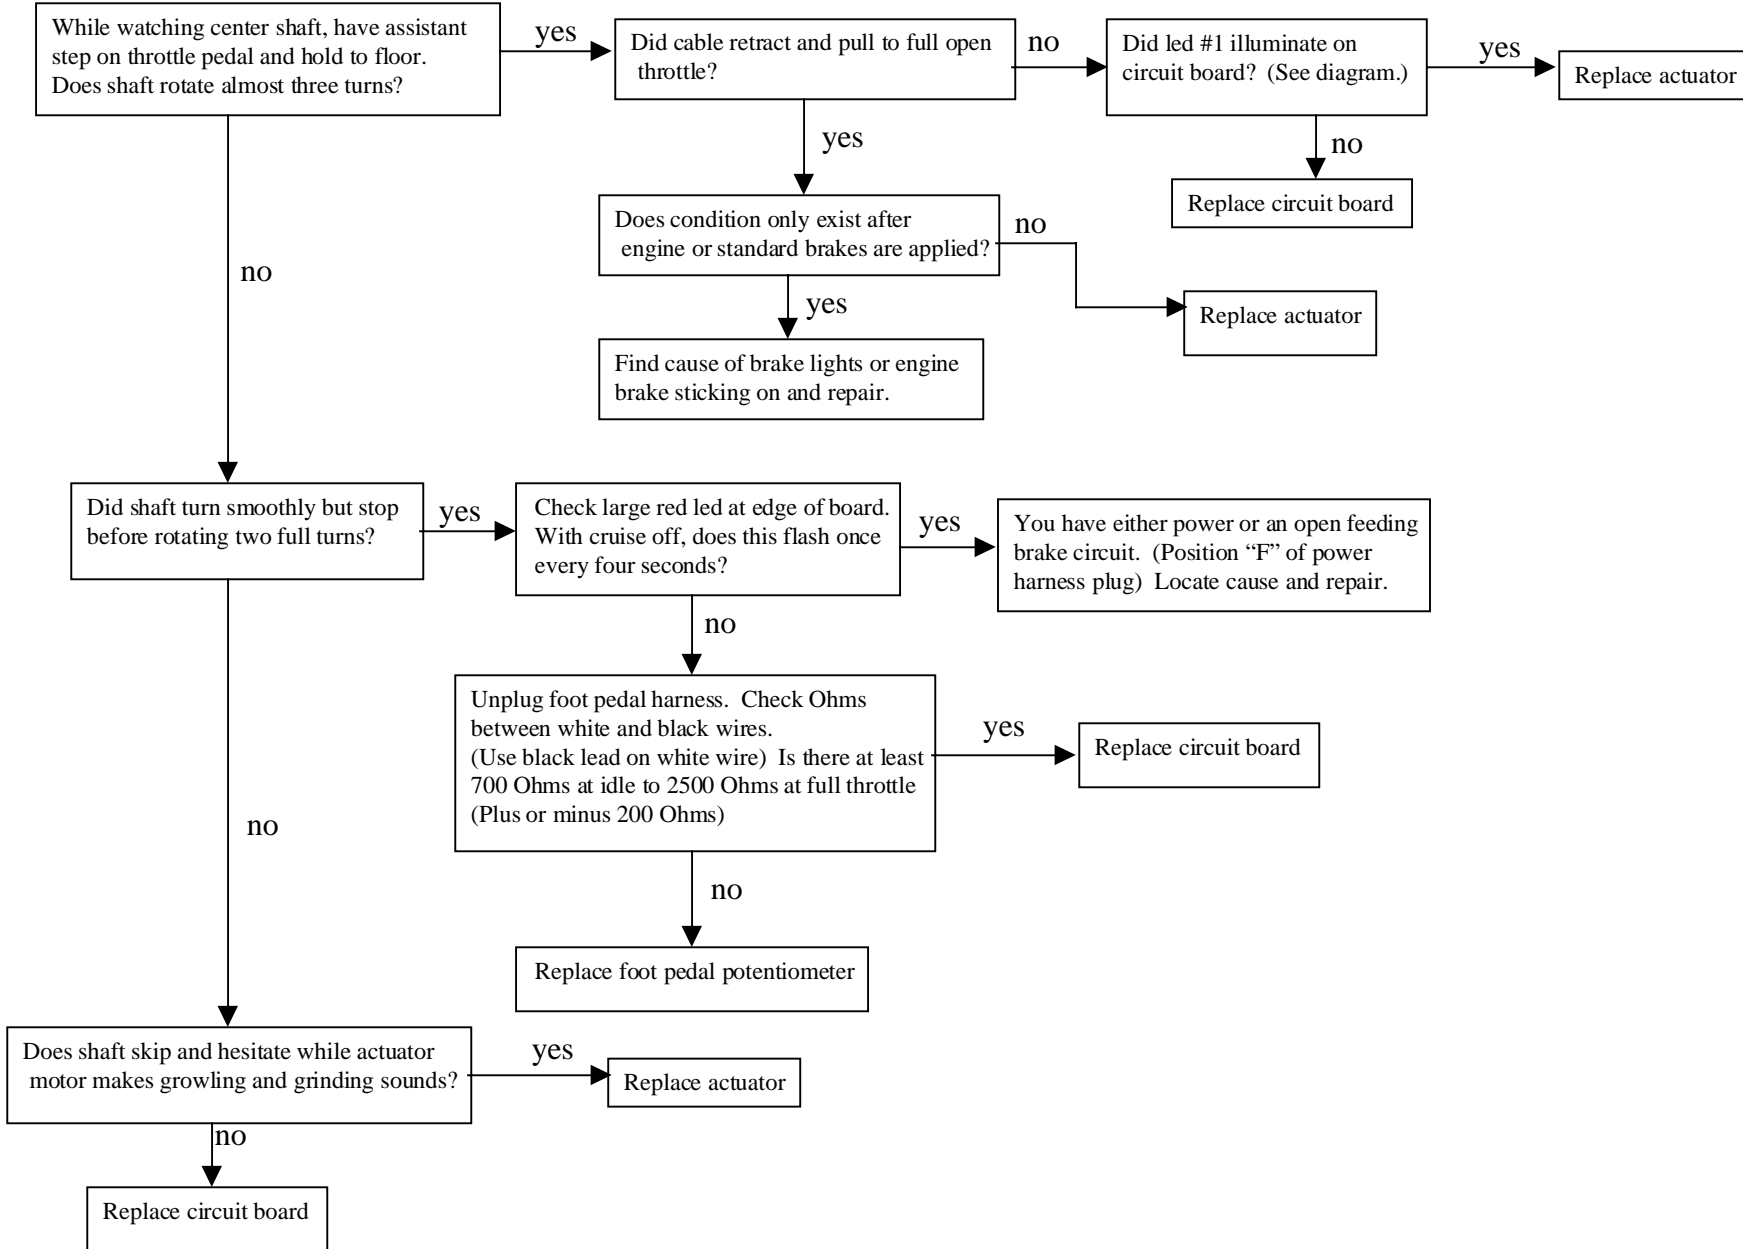 While watching center shaft, have assistant
step on throttle pedal and hold to floor.
Does shaft rotate almost three turns?
yes
Did cable retract and pull to full open
throttle?
no
Did led #1 illuminate on
circuit board?  (See diagram.)
yes
Replace actuator
yes
no
Replace circuit board
Does condition only exist after
engine or standard brakes are applied?
no
no
yes
Replace actuator
Find cause of brake lights or engine
brake sticking on and repair.
Did shaft turn smoothly but stop
before rotating two full turns?
yes
Check large red led at edge of board.
With cruise off, does this flash once
every four seconds?
yes
You have either power or an open feeding
brake circuit.  (Position “F” of power
harness plug)  Locate cause and repair.
no
Unplug foot pedal harness.  Check Ohms
between white and black wires.
(Use black lead on white wire)  Is there at least
700 Ohms at idle to 2500 Ohms at full throttle
(Plus or minus 200 Ohms)
yes
Replace circuit board
no
no
Replace foot pedal potentiometer
Does shaft skip and hesitate while actuator
motor makes growling and grinding sounds?
yes
Replace actuator
no
Replace circuit board